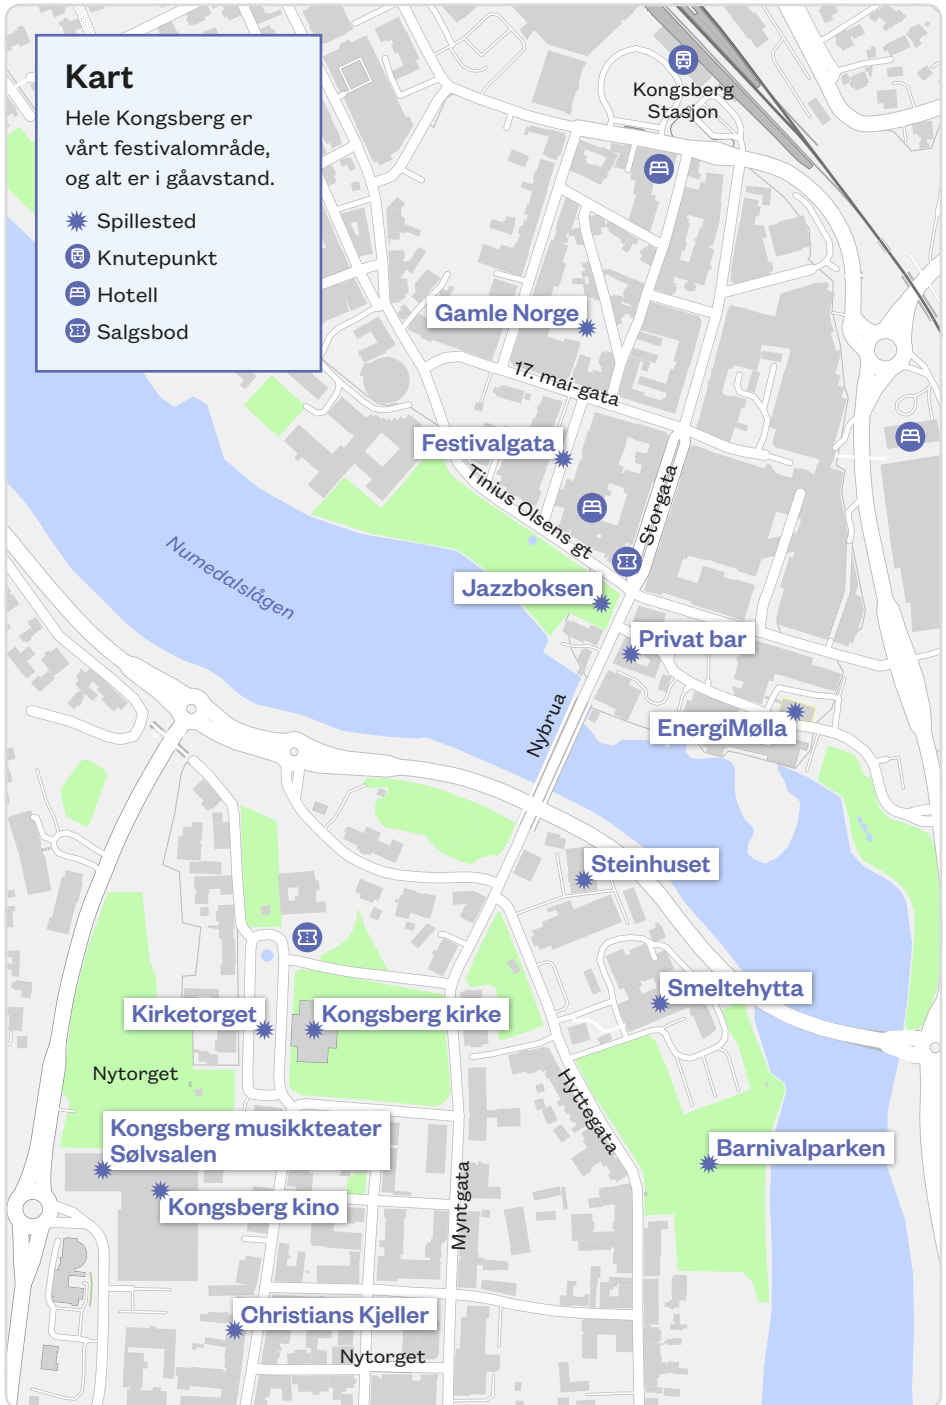 Kart
Hele Kongsberg er
vårt festivalområde,
og alt er i gåavstand.
Spillested
Knutepunkt
Hotell
Salgsbod
Kongsberg
Stasjon
Gamle Norge
17. mai-gata
Festivalgata
Tinius Olsens gt
Storgata
Numedalslågen
Jazzboksen
Privat bar
Nybrua
EnergiMølla
Steinhuset
Smeltehytta
Kirketorget
Kongsberg kirke
Nytorget
Hyttegata
Kongsberg musikkteater
Sølvsalen
Barnivalparken
Kongsberg kino
Myntgata
Christians Kjeller
Nytorget